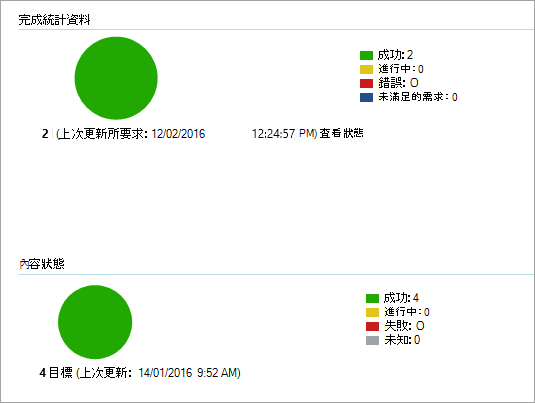 完成統計資料
成功: 2
進行中: 0
錯誤: O
未滿足的需求: 0
2 (上次更新所要求: 12/02/2016 12:24:57 PM) 查看狀態
內容狀態
成功: 4
進行中: 0
失敗: O
未知: 0
4 目標 (上次更新: 14/01/2016 9:52 AM)